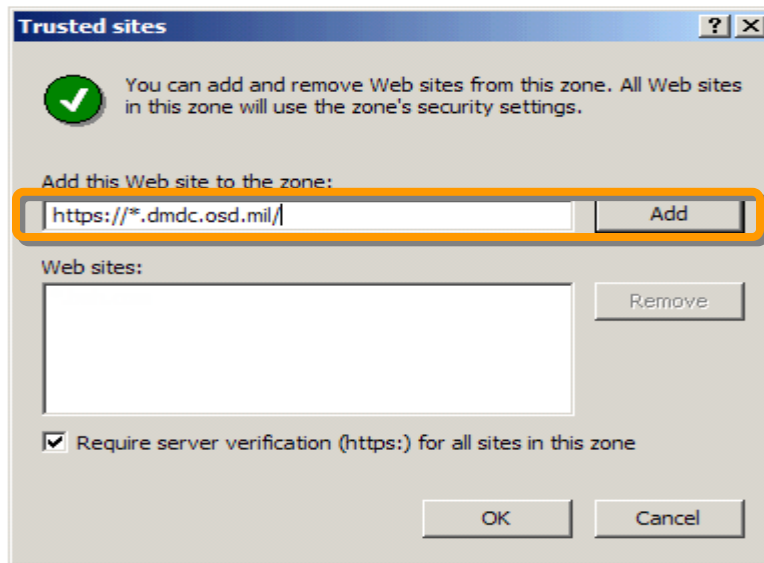 Trusted sites
You can add and remove Web sites from this zone. All Web sites
in this zone will use the zone's security settings.
Add this Web site to the zone:
https://*.dmdc.osd.mil/ Add
Web sites:
Remove
Require server verification (https:) for all sites in this zone
OK Cancel